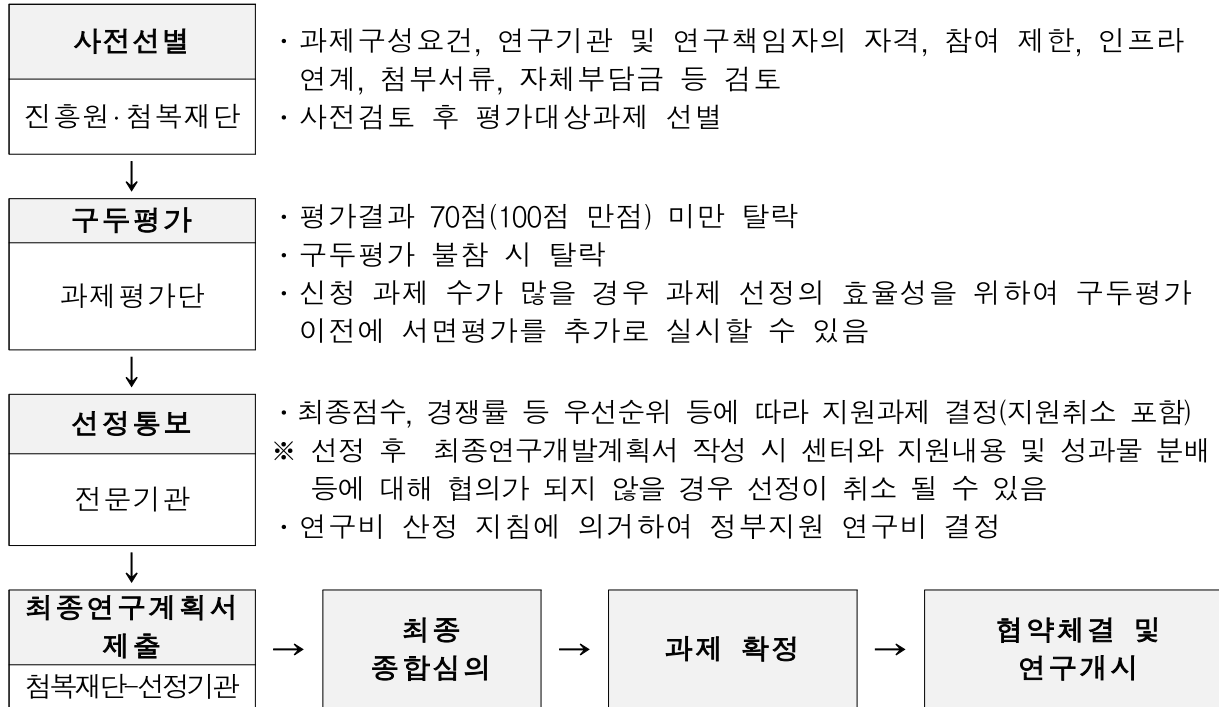 사전선별
진흥원·첨복재단
· 과제구성요건, 연구기관 및 연구책임자의 자격, 참여 제한, 인프라
연계, 첨부서류, 자체부담금 등 검토
· 사전검토 후 평가대상과제 선별
↓
구두평가
과제평가단
· 평가결과 70점(100점 만점) 미만 탈락
· 구두평가 불참 시 탈락
· 신청 과제 수가 많을 경우 과제 선정의 효율성을 위하여 구두평가
이전에 서면평가를 추가로 실시할 수 있음
↓
선정통보
전문기관
· 최종점수, 경쟁률 등 우선순위 등에 따라 지원과제 결정(지원취소 포함)
※ 선정 후 최종연구개발계획서 작성 시 센터와 지원내용 및 성과물 분배
등에 대해 협의가 되지 않을 경우 선정이 취소 될 수 있음
· 연구비 산정 지침에 의거하여 정부지원 연구비 결정
↓
최종연구계획서
제출
첨복재단-선정기관
→
최종
종합심의
→
과제 확정
→
협약체결 및
연구개시